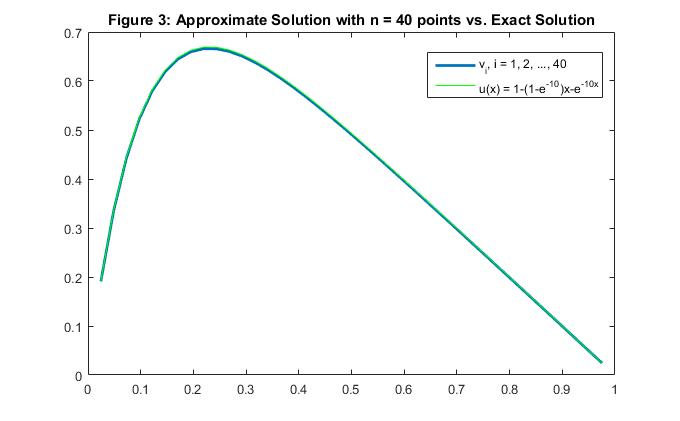 Figure 3: Approximate Solution with n = 40 points vs. Exact Solution
0.7
0.6
0.5
0.4
0.3
0.2
0.1
0
0 0.1 0.2 0.3 0.4 0.5 0.6 0.7 0.8 0.9 1
v_i, i = 1, 2, ..., 40
u(x) = 1-(1-e^-10)x-e^-10x